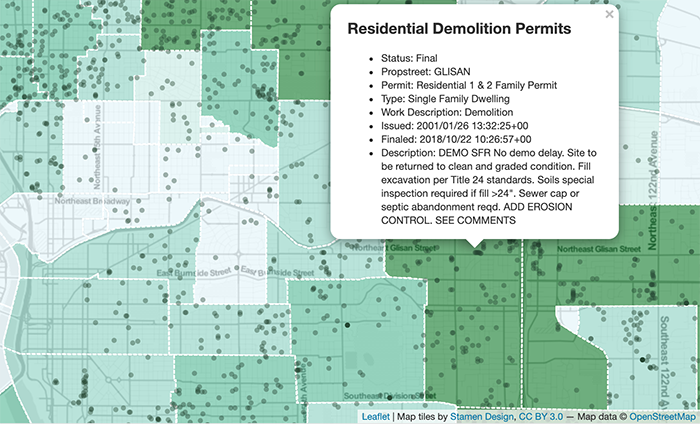 ×
Residential Demolition Permits
• Status: Final
• Propstreet: GLISAN
• Permit: Residential 1 & 2 Family Permit
• Type: Single Family Dwelling
• Work Description: Demolition
• Issued: 2001/01/26 13:32:25+00
• Finaled: 2018/10/22 10:26:57+00
• Description: DEMO SFR No demo delay. Site to
be returned to clean and graded condition. Fill
excavation per Title 24 standards. Soils special
inspection required if fill >24". Sewer cap or
septic abandonment reqd. ADD EROSION
CONTROL. SEE COMMENTS
Northeast 122nd Avenue
Northeast Broadway
Northeast Glisan Street
Northeast Glisan Street
East Burnside Street
East Burnside Street
Southeast 122nd A
Southeast Division Street
Leaflet | Map tiles by Stamen Design, CC BY 3.0 — Map data © OpenStreetMap